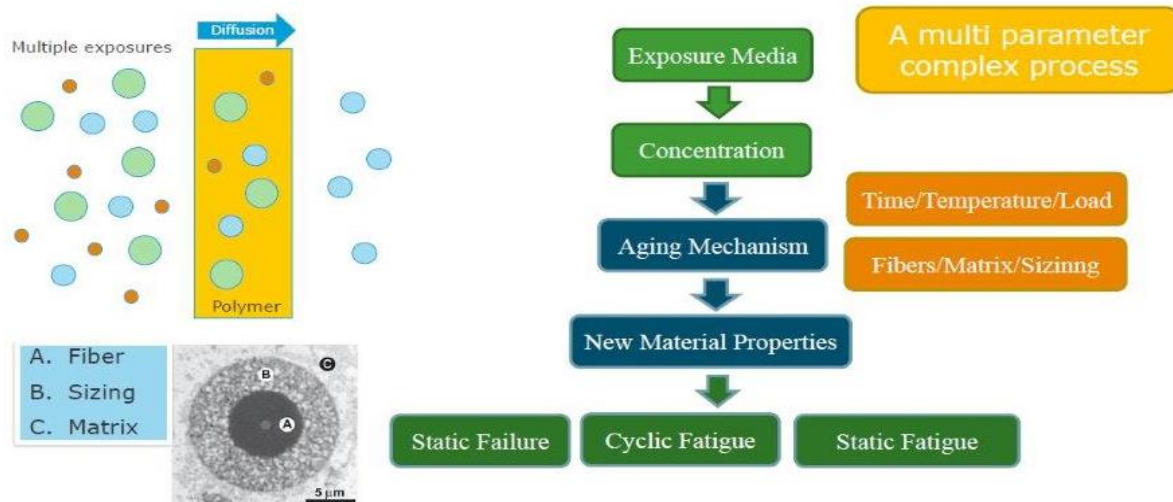 Multiple exposures
Diffusion
Polymer
A. Fiber
B. Sizing
C. Matrix
B
C
A
5 µm
Exposure Media
A multi parameter
complex process
Concentration
Time/Temperature/Load
Aging Mechanism
Fibers/Matrix/Sizinng
New Material Properties
Static Failure
Cyclic Fatigue
Static Fatigue